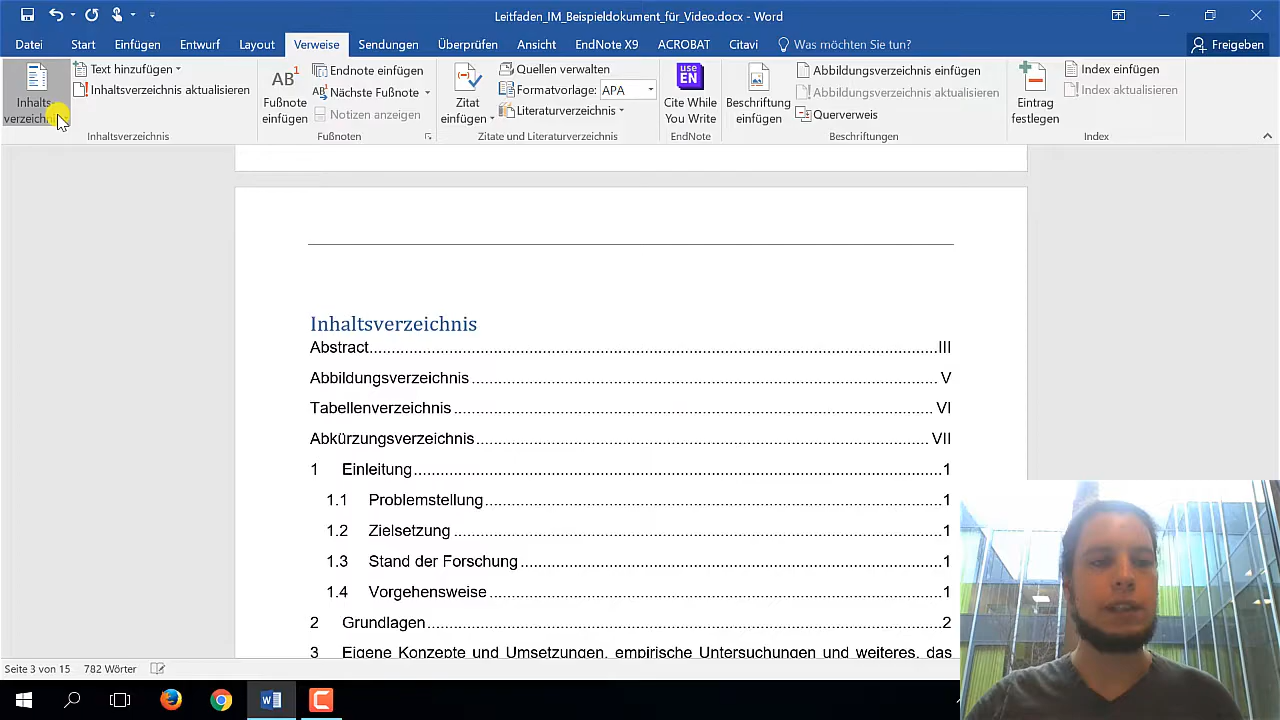 Leitfaden_IM_Beispieldokument_für_Video.docx - Word
Datei Start Einfügen Entwurf Layout Verweise Sendungen Überprüfen Ansicht EndNote X9 ACROBAT Citavi Was möchten Sie tun? Freigeben
Inhalts-
verzeichnis
Text hinzufügen
Inhaltsverzeichnis aktualisieren
Inhaltsverzeichnis
AB1
Fußnote
einfügen
Endnote einfügen
Nächste Fußnote
Notizen anzeigen
Fußnoten
Zitat
einfügen
Quellen verwalten
Formatvorlage: APA
Literaturverzeichnis
Zitate und Literaturverzeichnis
use
EN
Cite While
You Write
EndNote
Beschriftung
einfügen
Abbildungsverzeichnis einfügen
Abbildungsverzeichnis aktualisieren
Querverweis
Beschriftungen
Eintrag
festlegen
Index einfügen
Index aktualisieren
Index
Inhaltsverzeichnis
Abstract III
Abbildungsverzeichnis V
Tabellenverzeichnis VI
Abkürzungsverzeichnis VII
1 Einleitung 1
1.1 Problemstellung 1
1.2 Zielsetzung 1
1.3 Stand der Forschung 1
1.4 Vorgehensweise 1
2 Grundlagen 2
3 Eigene Konzepte und Umsetzungen, empirische Untersuchungen und weiteres, das
Seite 3 von 15 782 Wörter